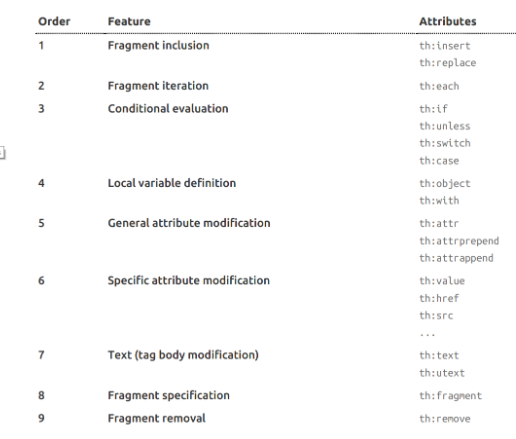 Order Feature Attributes
1 Fragment inclusion th:insert
th:replace
2 Fragment iteration th:each
3 Conditional evaluation th:if
th:unless
th:switch
th:case
4 Local variable definition th:object
th:with
5 General attribute modification th:attr
th:attrprepend
th:attrappend
6 Specific attribute modification th:value
th:href
th:src
...
7 Text (tag body modification) th:text
th:utext
8 Fragment specification th:fragment
9 Fragment removal th:remove